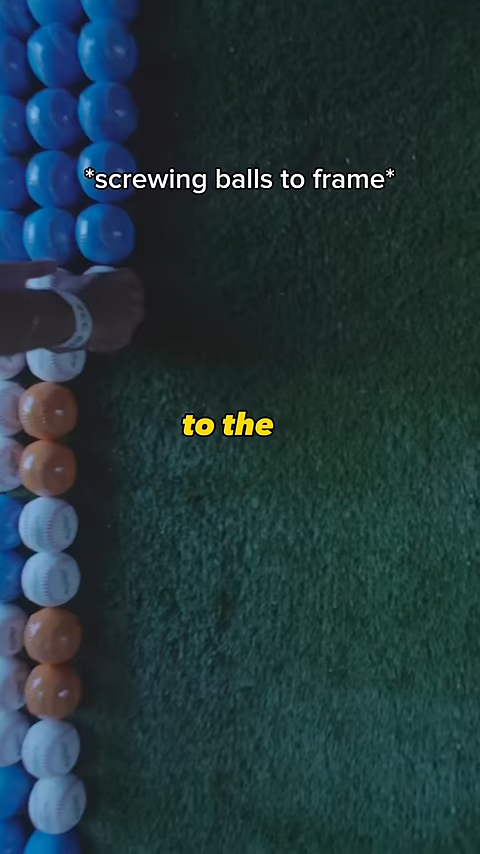 *screwing balls to frame*
to the